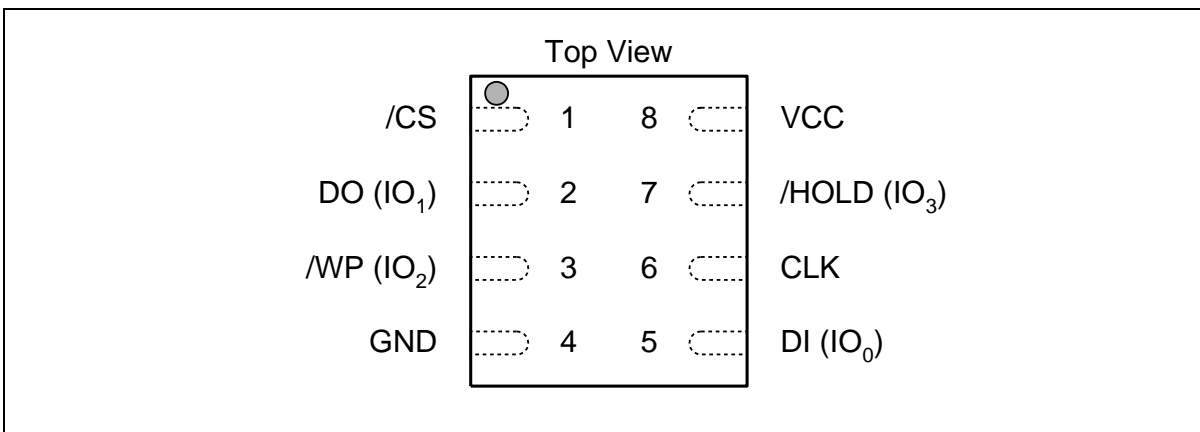 Top View
/CS 1 8 VCC
DO (IO₁) 2 7 /HOLD (IO₃)
/WP (IO₂) 3 6 CLK
GND 4 5 DI (IO₀)